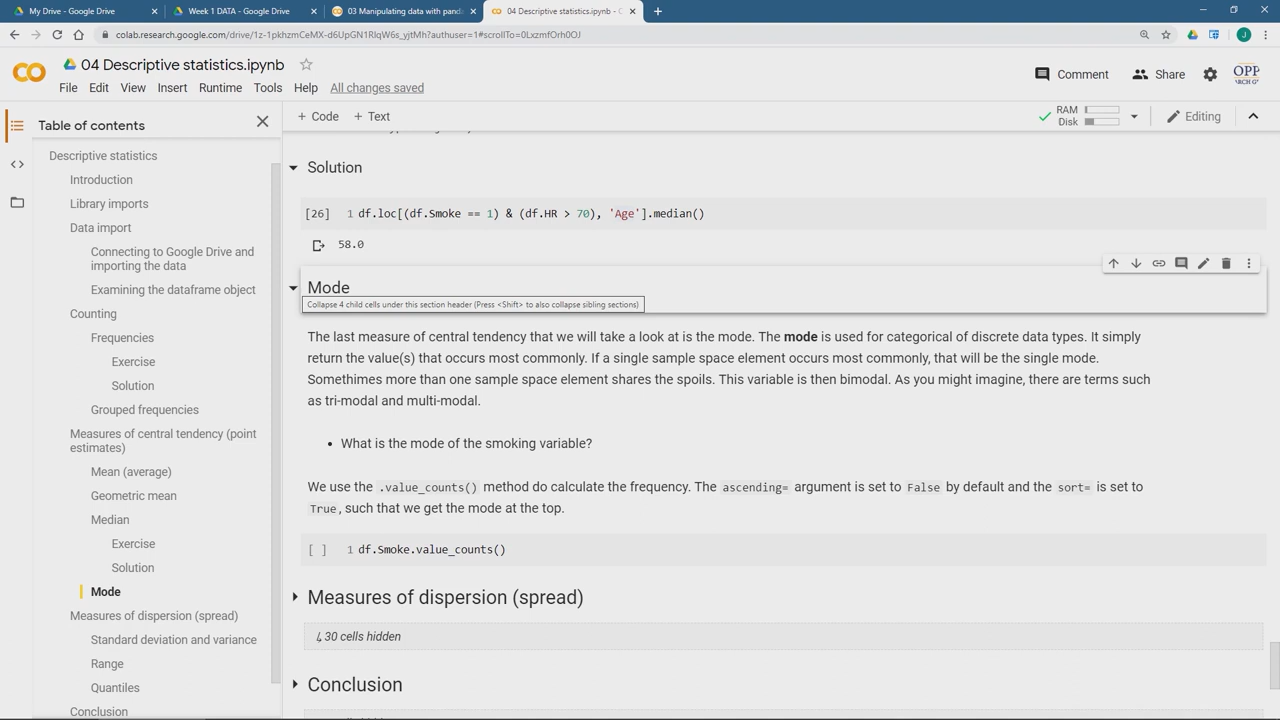 My Drive - Google Drive
Week 1 DATA - Google Drive
03 Manipulating data with panda
04 Descriptive statistics.ipynb - C
colab.research.google.com/drive/1z-1pkhzmCeMX-d6UpGN1RIqW6s_yjtMh?authuser=1#scrollTo=0LxzmfOrh0OJ
J
04 Descriptive statistics.ipynb
Comment
Share
OPP
File Edit View Insert Runtime Tools Help All changes saved
Table of contents
+ Code + Text
RAM
Disk
Editing
Descriptive statistics
Introduction
Library imports
Data import
Connecting to Google Drive and
importing the data
Examining the dataframe object
Counting
Frequencies
Exercise
Solution
Grouped frequencies
Measures of central tendency (point
estimates)
Mean (average)
Geometric mean
Median
Exercise
Solution
Mode
Measures of dispersion (spread)
Standard deviation and variance
Range
Quantiles
Conclusion
Solution
[26] 1 df.loc[(df.Smoke == 1) & (df.HR > 70), 'Age'].median()
58.0
Mode
Collapse 4 child cells under this section header (Press <Shift> to also collapse sibling sections)
The last measure of central tendency that we will take a look at is the mode. The mode is used for categorical of discrete data types. It simply
return the value(s) that occurs most commonly. If a single sample space element occurs most commonly, that will be the single mode.
Somethimes more than one sample space element shares the spoils. This variable is then bimodal. As you might imagine, there are terms such
as tri-modal and multi-modal.
• What is the mode of the smoking variable?
We use the .value_counts() method do calculate the frequency. The ascending= argument is set to False by default and the sort= is set to
True, such that we get the mode at the top.
[ ] 1 df.Smoke.value_counts()
Measures of dispersion (spread)
↳ 30 cells hidden
Conclusion